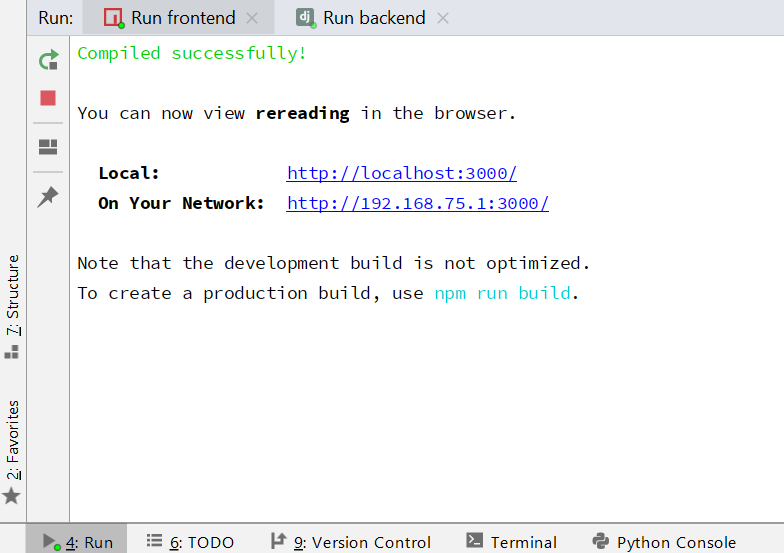 Run: Run frontend Run backend
Compiled successfully!
You can now view rereading in the browser.
Local: http://localhost:3000/
On Your Network: http://192.168.75.1:3000/
Note that the development build is not optimized.
To create a production build, use npm run build.
7: Structure
2: Favorites
4: Run 6: TODO 9: Version Control Terminal Python Console